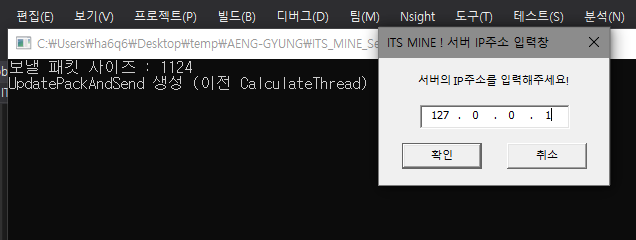 편집(E) 보기(V) 프로젝트(P) 빌드(B) 디버그(D) 팀(M) Nsight 도구(T) 테스트(S) 분석(N)
C:₩Users₩ha6q6₩Desktop₩temp₩AENG-GYUNG₩ITS_MINE_Se
보낼 패킷 사이즈 : 1124
UpdatePackAndSend 생성 (이전 CalculateThread)
ITS MINE ! 서버 IP주소 입력창
서버의 IP주소를 입력해주세요!
127 . 0 . 0 . 1
확인 취소